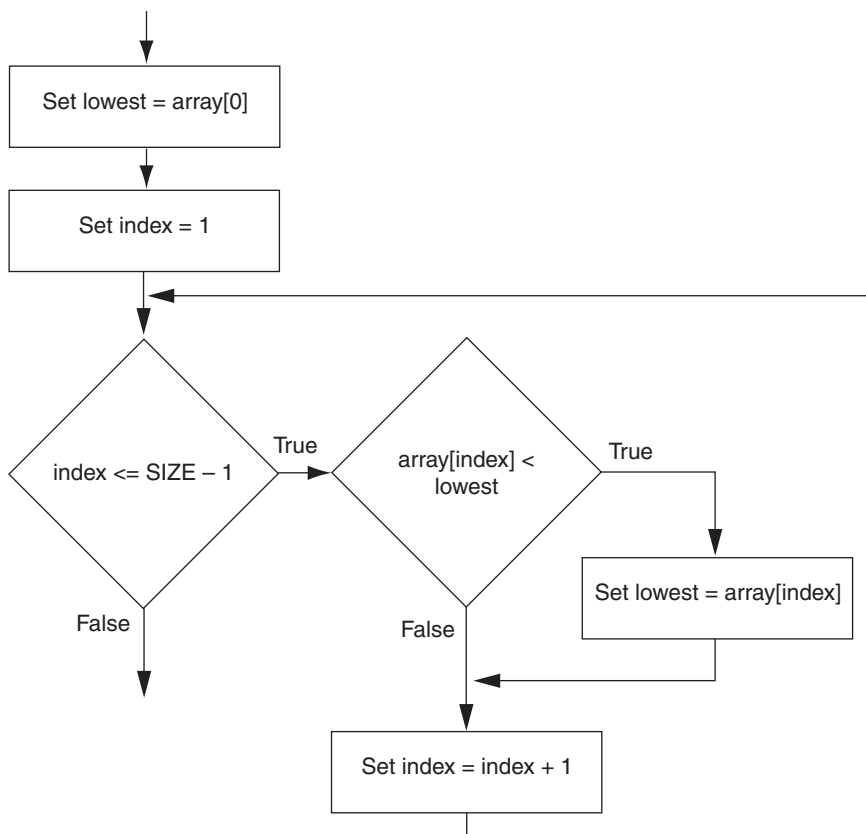 Set lowest = array[0]
Set index = 1
index <= SIZE – 1
True
array[index] <
lowest
True
Set lowest = array[index]
False
False
Set index = index + 1